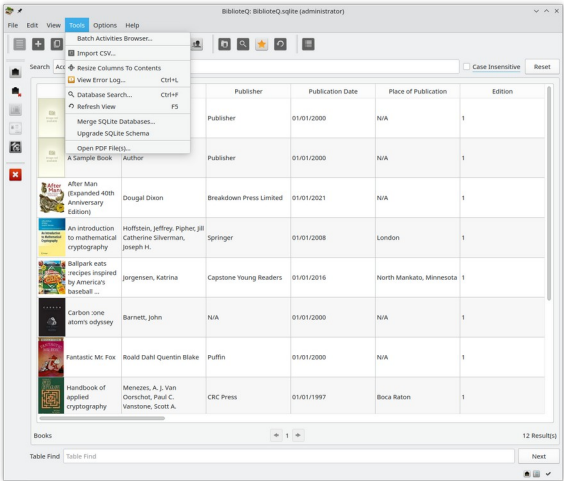 BiblioteQ: BiblioteQ.sqlite (administrator)
File Edit View Tools Options Help
Batch Activities Browser...
Import CSV...
Resize Columns To Contents
View Error Log... Ctrl+L
Database Search... Ctrl+F
Refresh View F5
Merge SQLite Databases...
Upgrade SQLite Schema
Open PDF File(s)...
Search Acc
Case Insensitive Reset
Publisher Publication Date Place of Publication Edition
Publisher 01/01/2000 N/A 1
A Sample Book Author Publisher 01/01/2000 N/A 1
After Man
(Expanded 40th
Anniversary
Edition)
Dougal Dixon Breakdown Press Limited 01/01/2021 N/A 1
An introduction
to mathematical
cryptography
Hoffstein, Jeffrey. Pipher, Jill
Catherine Silverman,
Joseph H.
Springer 01/01/2008 London 1
Ballpark eats
:recipes inspired
by America's
baseball ...
Jorgensen, Katrina Capstone Young Readers 01/01/2016 North Mankato, Minnesota 1
Carbon :one
atom's odyssey
Barnett, John N/A 01/01/2000 N/A 1
Fantastic Mr. Fox Roald Dahl Quentin Blake Puffin 01/01/2000 N/A 1
Handbook of
applied
cryptography
Menezes, A. J. Van
Oorschot, Paul C.
Vanstone, Scott A.
CRC Press 01/01/1997 Boca Raton 1
Books 1 12 Result(s)
Table Find Table Find Next